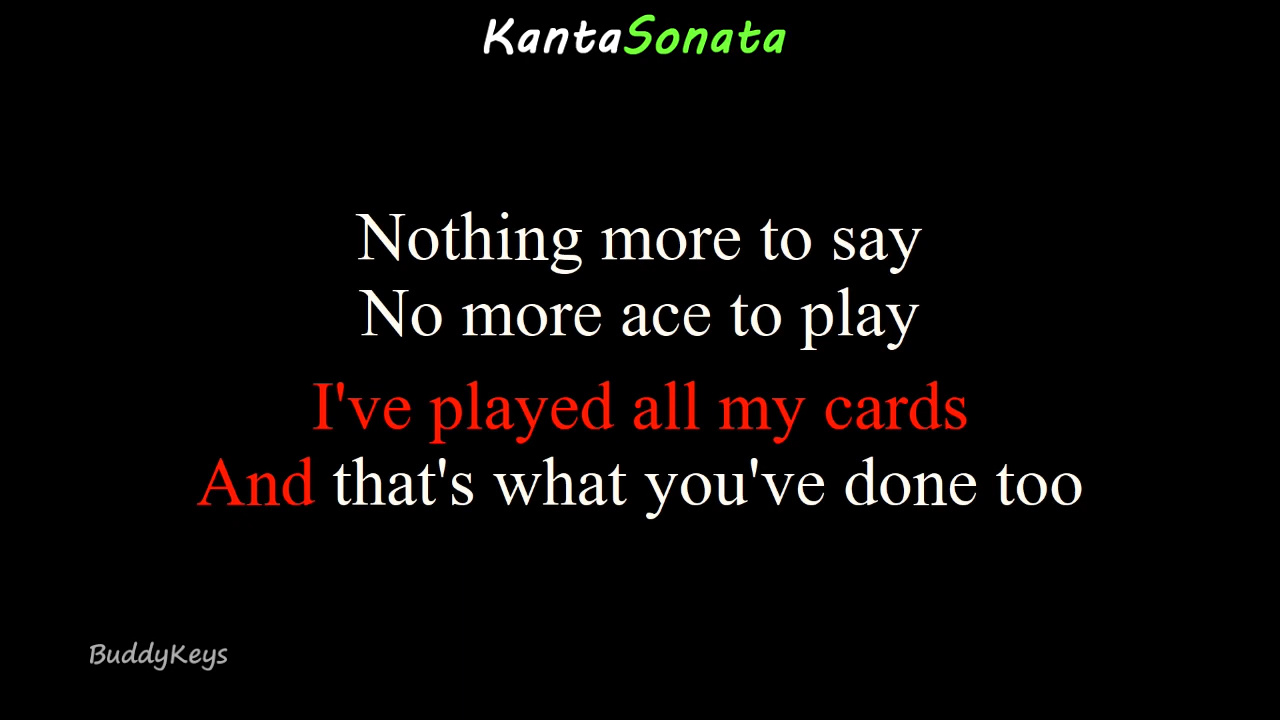 KantaSonata
Nothing more to say
No more ace to play
I've played all my cards
And that's what you've done too
BuddyKeys